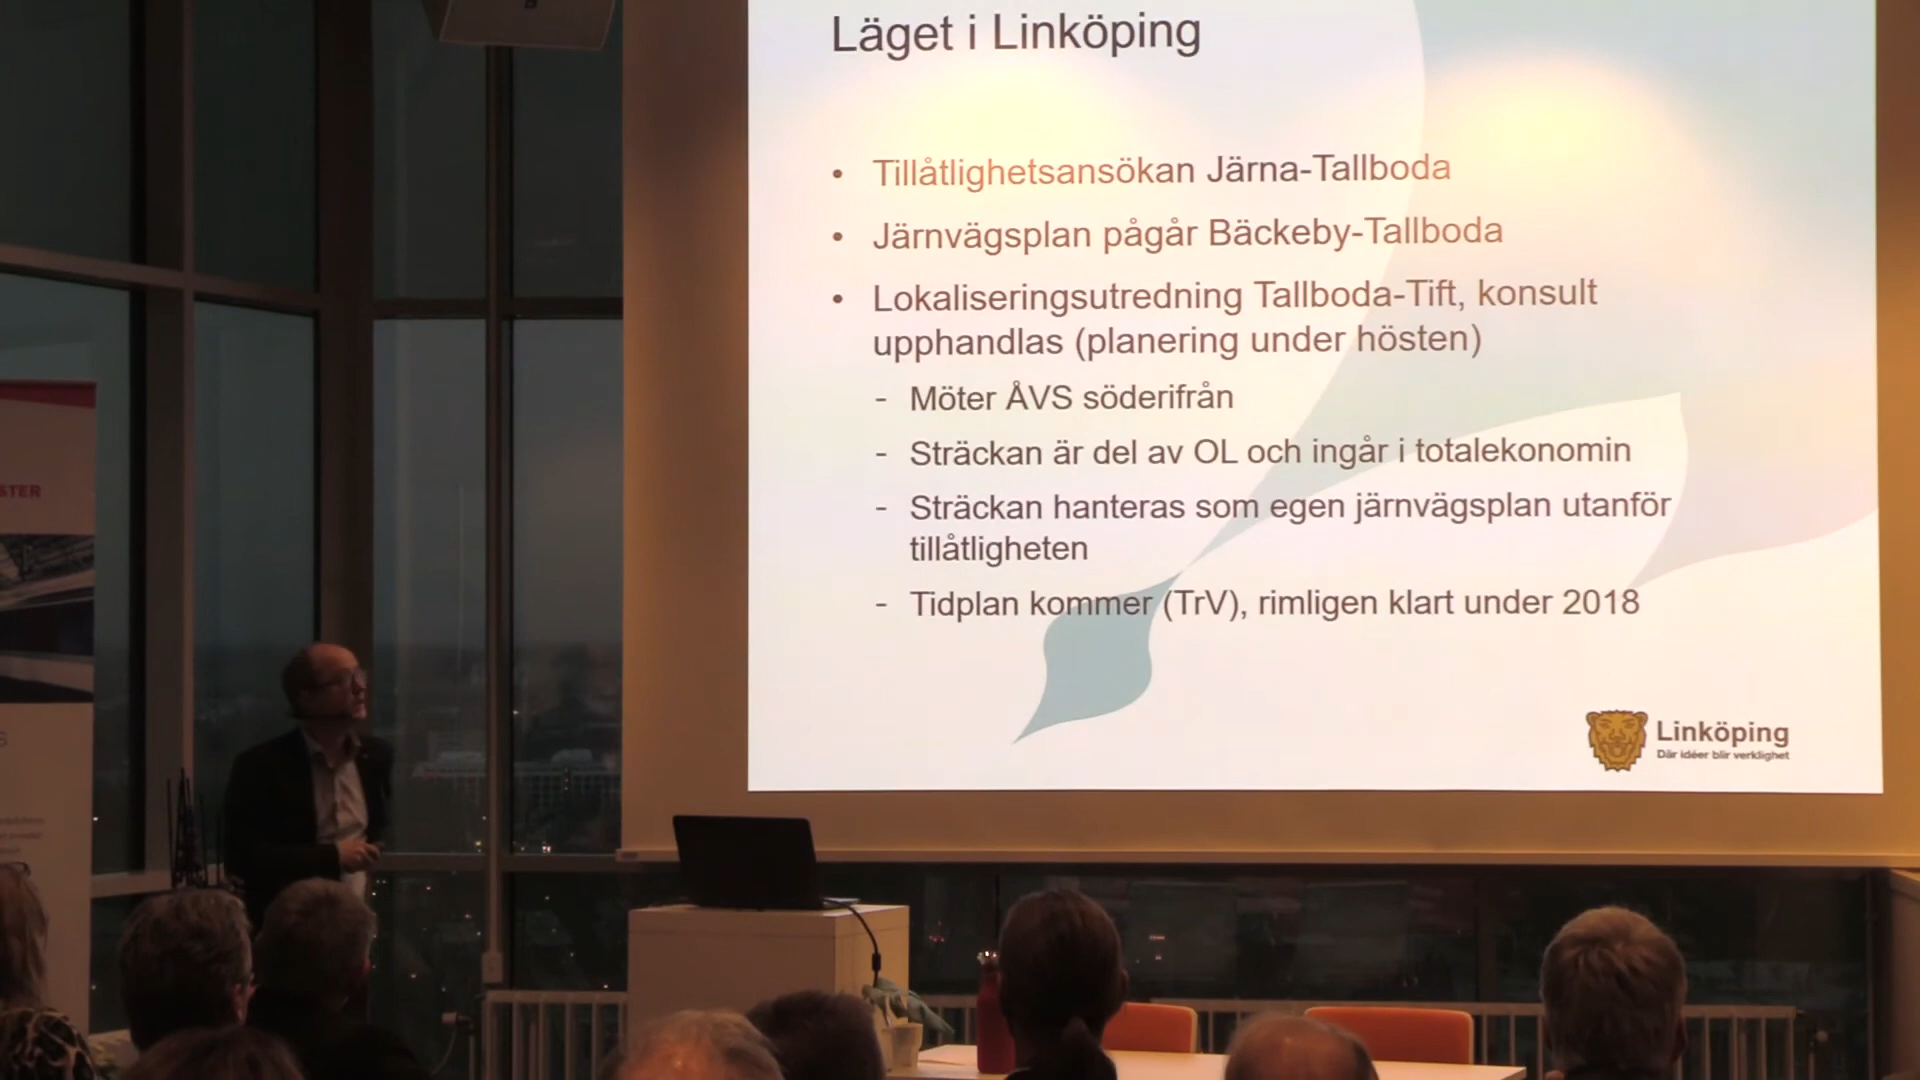 Läget i Linköping
• Tillåtlighetsansökan Järna-Tallboda
• Järnvägsplan pågår Bäckeby-Tallboda
• Lokaliseringsutredning Tallboda-Tift, konsult
upphandlas (planering under hösten)
- Möter ÅVS söderifrån
- Sträckan är del av OL och ingår i totalekonomin
- Sträckan hanteras som egen järnvägsplan utanför
tillåtligheten
- Tidplan kommer (TrV), rimligen klart under 2018
Linköping
Där idéer blir verklighet
STER